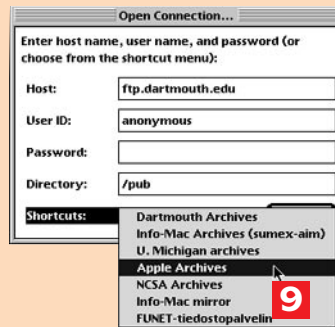 Open Connection...
Enter host name, user name, and password (or
choose from the shortcut menu):
Host: ftp.dartmouth.edu
User ID: anonymous
Password:
Directory: /pub
Shortcuts:
Dartmouth Archives
Info-Mac Archives (sumex-aim)
U. Michigan archives
Apple Archives
NCSA Archives
Info-Mac mirror
FUNET-tiedostopalvelin
9